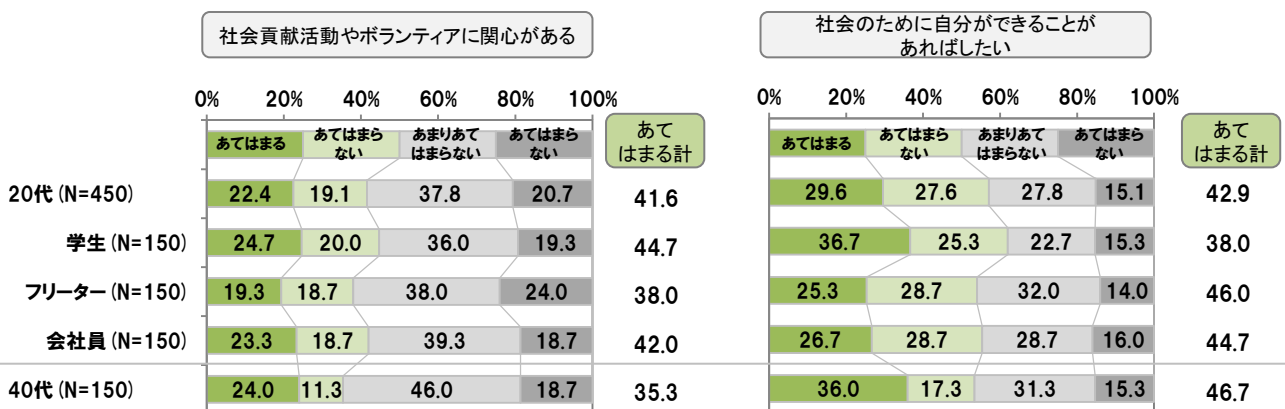 社会貢献活動やボランティアに関心がある
社会のために自分ができることが
あればしたい
0% 20% 40% 60% 80% 100%
0% 20% 40% 60% 80% 100%
あてはまる
あてはまら
ない
あまりあて
はまらない
あてはまら
ない
あて
はまる計
あてはまる
あてはまら
ない
あまりあて
はまらない
あてはまら
ない
あて
はまる計
20代(N=450) 22.4 19.1 37.8 20.7 41.6 29.6 27.6 27.8 15.1 42.9
学生(N=150) 24.7 20.0 36.0 19.3 44.7 36.7 25.3 22.7 15.3 38.0
フリーター(N=150) 19.3 18.7 38.0 24.0 38.0 25.3 28.7 32.0 14.0 46.0
会社員(N=150) 23.3 18.7 39.3 18.7 42.0 26.7 28.7 28.7 16.0 44.7
40代(N=150) 24.0 11.3 46.0 18.7 35.3 36.0 17.3 31.3 15.3 46.7